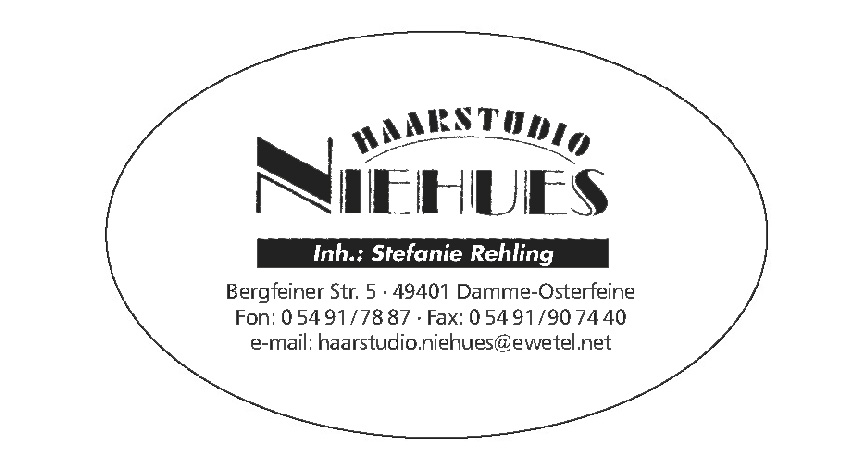 HAARSTUDIO
NIEHUES
Inh.: Stefanie Rehling
Bergfeiner Str. 5 · 49401 Damme-Osterfeine
Fon: 0 54 91 / 78 87 · Fax: 0 54 91 / 90 74 40
e-mail: haarstudio.niehues@ewetel.net